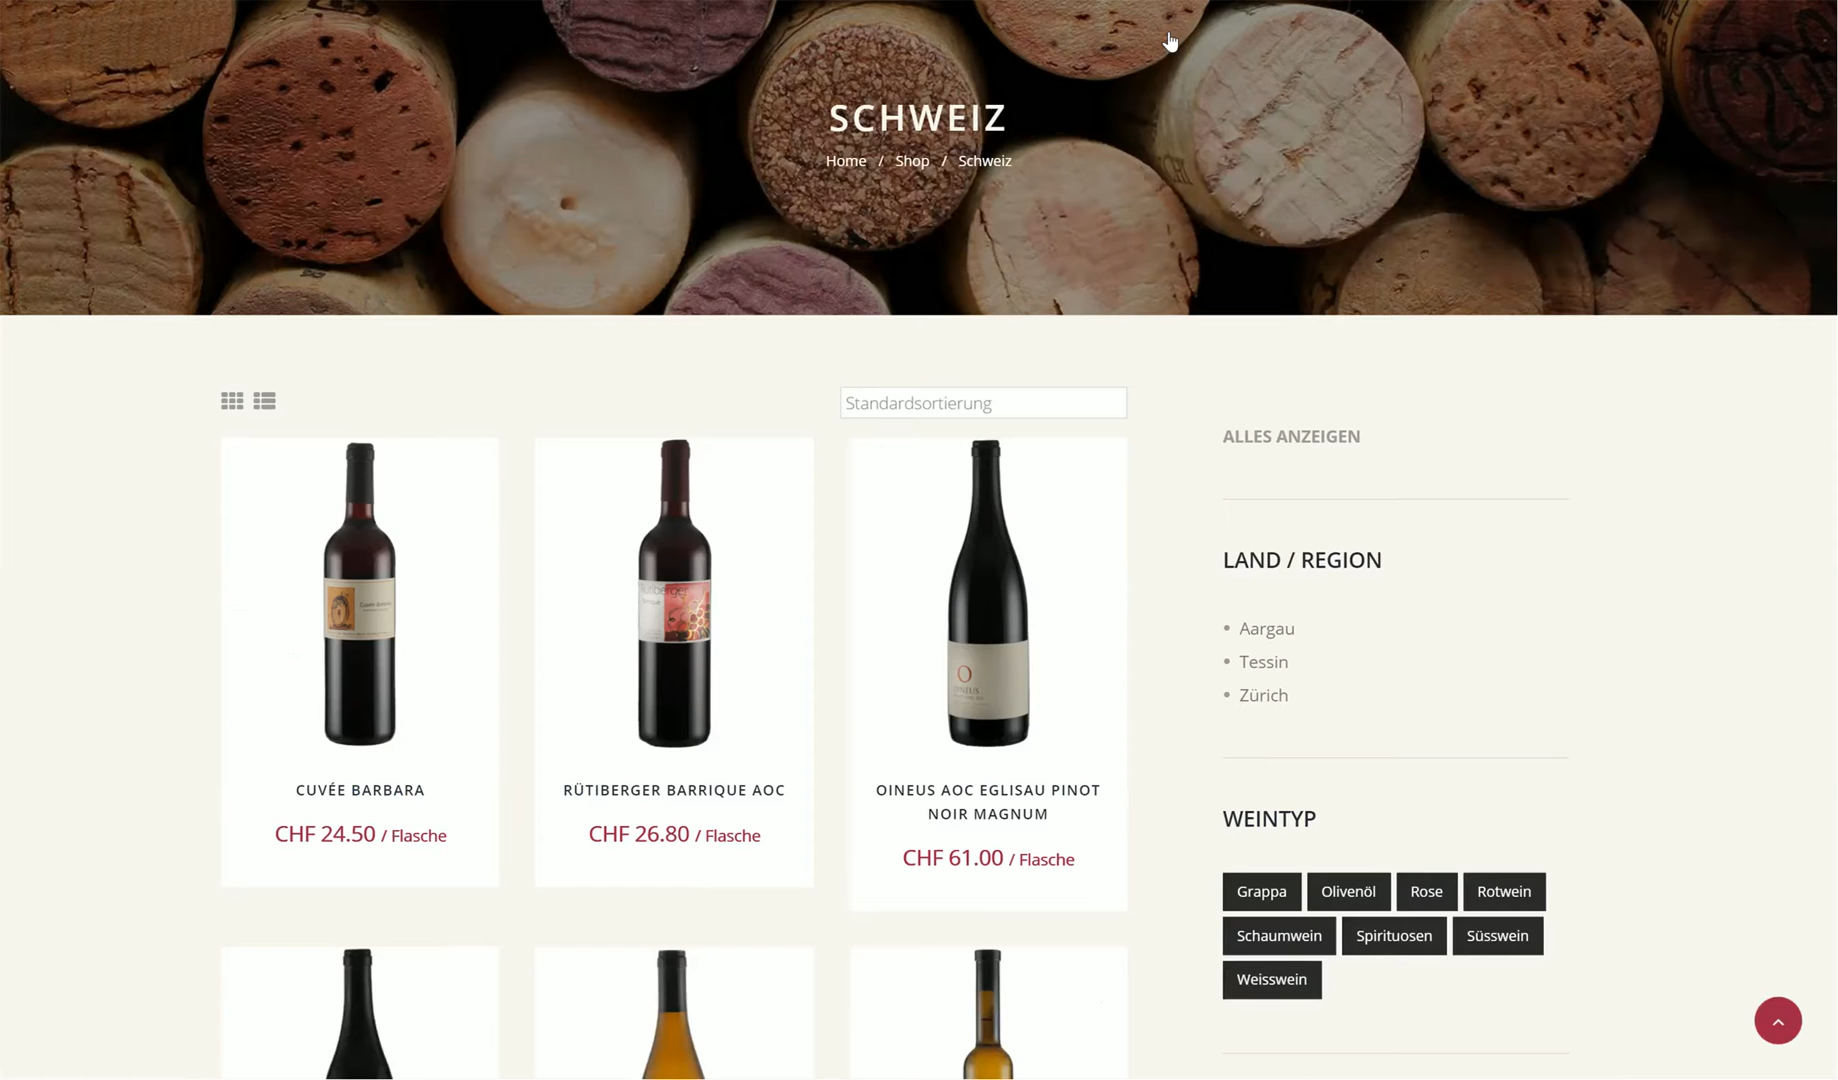 SCHWEIZ
Home / Shop / Schweiz
Standardsortierung
ALLES ANZEIGEN
LAND / REGION
Aargau
Tessin
Zürich
WEINTYP
Grappa Olivenöl Rose Rotwein
Schaumwein Spirituosen Süsswein
Weisswein
CUVÉE BARBARA
CHF 24.50 / Flasche
RÜTIBERGER BARRIQUE AOC
CHF 26.80 / Flasche
OINEUS AOC EGLISAU PINOT
NOIR MAGNUM
CHF 61.00 / Flasche